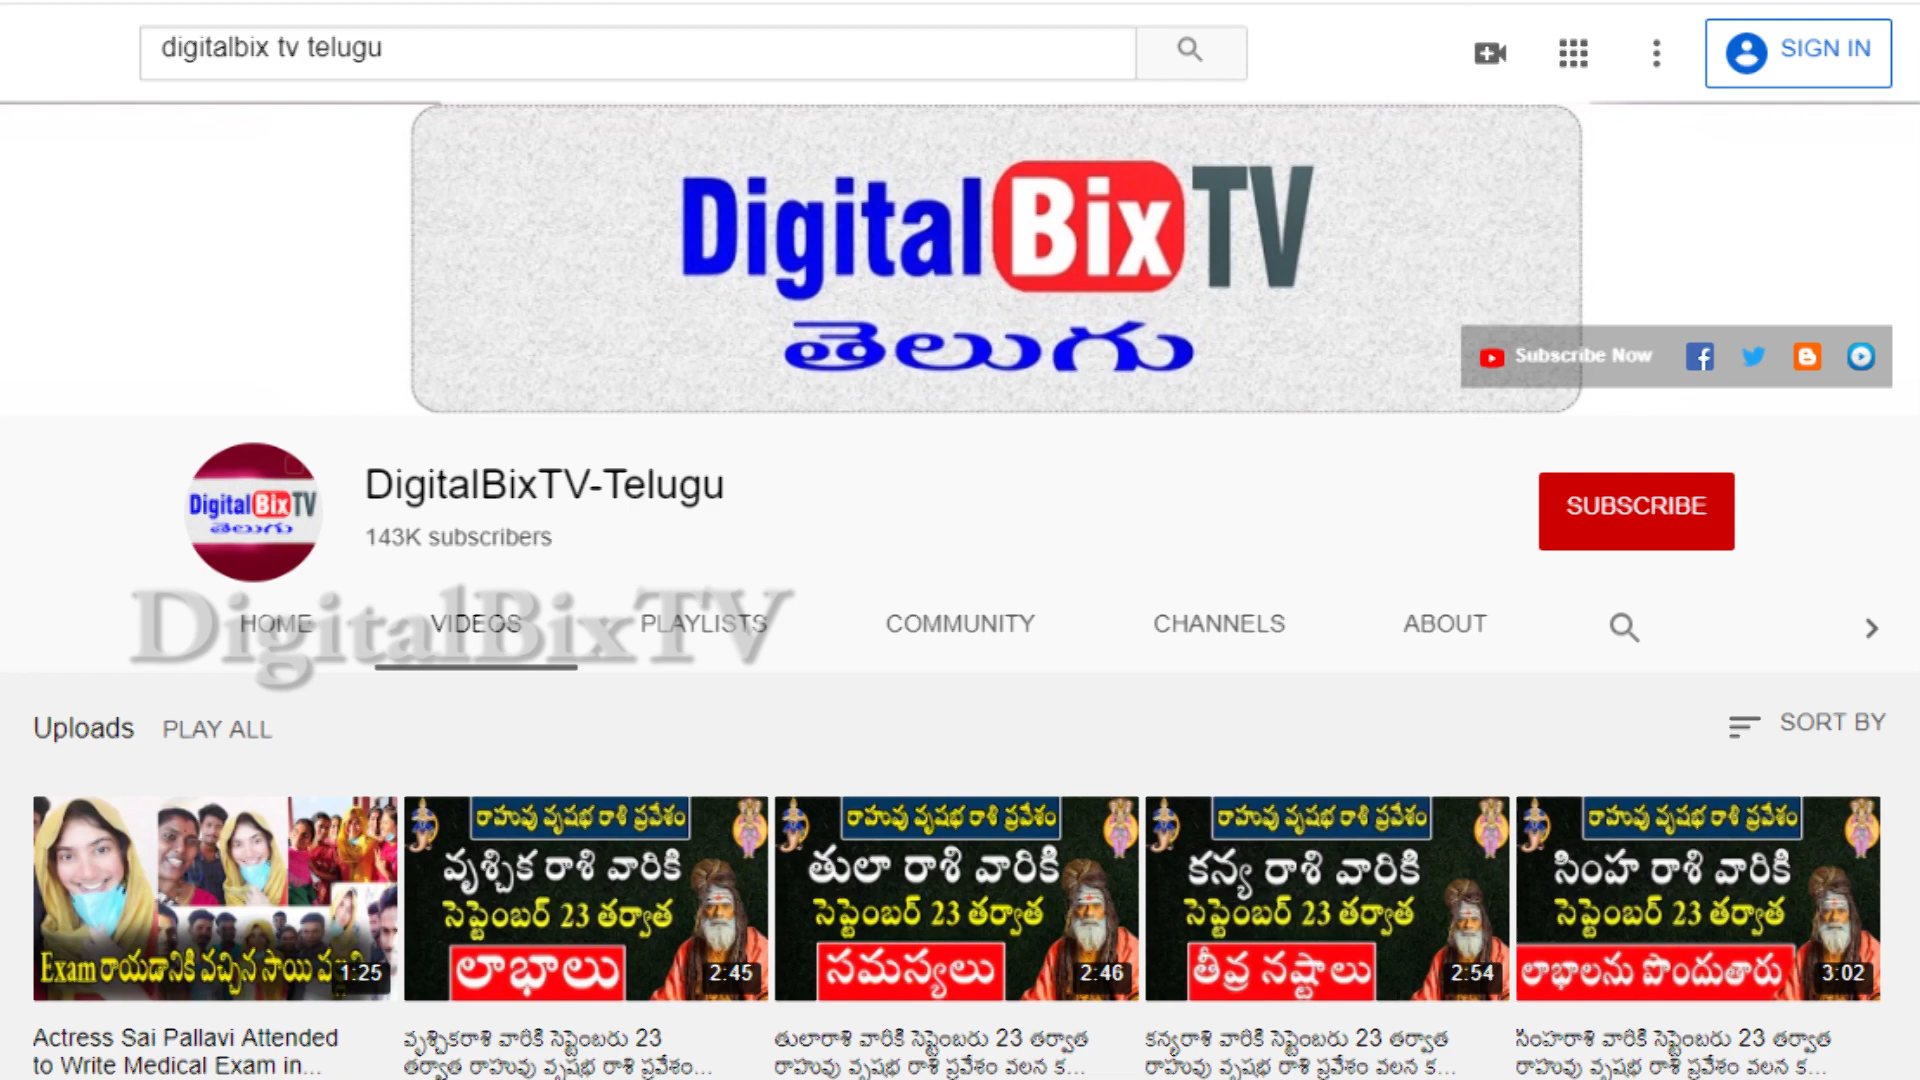 digitalbix tv telugu
SIGN IN
DigitalBixTV
తెలుగు
Subscribe Now
DigitalBixTV
తెలుగు
DigitalBixTV-Telugu
143K subscribers
SUBSCRIBE
DigitalBixTV
HOME VIDEOS PLAYLISTS COMMUNITY CHANNELS ABOUT
Uploads PLAY ALL
SORT BY
Exam రాయడానికి వచ్చిన సాయి
1:25
రాహువు వృషభ రాశి ప్రవేశం
వృశ్చిక రాశి వారికి
సెప్టెంబర్ 23 తర్వాత
లాభాలు
2:45
రాహువు వృషభ రాశి ప్రవేశం
తులా రాశి వారికి
సెప్టెంబర్ 23 తర్వాత
సమస్యలు
2:46
రాహువు వృషభ రాశి ప్రవేశం
కన్య రాశి వారికి
సెప్టెంబర్ 23 తర్వాత
తీవ్ర నష్టాలు
2:54
రాహువు వృషభ రాశి ప్రవేశం
సింహ రాశి వారికి
సెప్టెంబర్ 23 తర్వాత
లాభాలను పొందుతారు
3:02
Actress Sai Pallavi Attended
to Write Medical Exam in...
వృశ్చికరాశి వారికి సెప్టెంబరు 23
తర్వాత రాహువు వృషభ రాశి ప్రవేశం...
తులారాశి వారికి సెప్టెంబరు 23 తర్వాత
రాహువు వృషభ రాశి ప్రవేశం వలన క...
కన్యరాశి వారికి సెప్టెంబరు 23 తర్వాత
రాహువు వృషభ రాశి ప్రవేశం వలన క...
సింహరాశి వారికి సెప్టెంబరు 23 తర్వాత
రాహువు వృషభ రాశి ప్రవేశం వలన క...